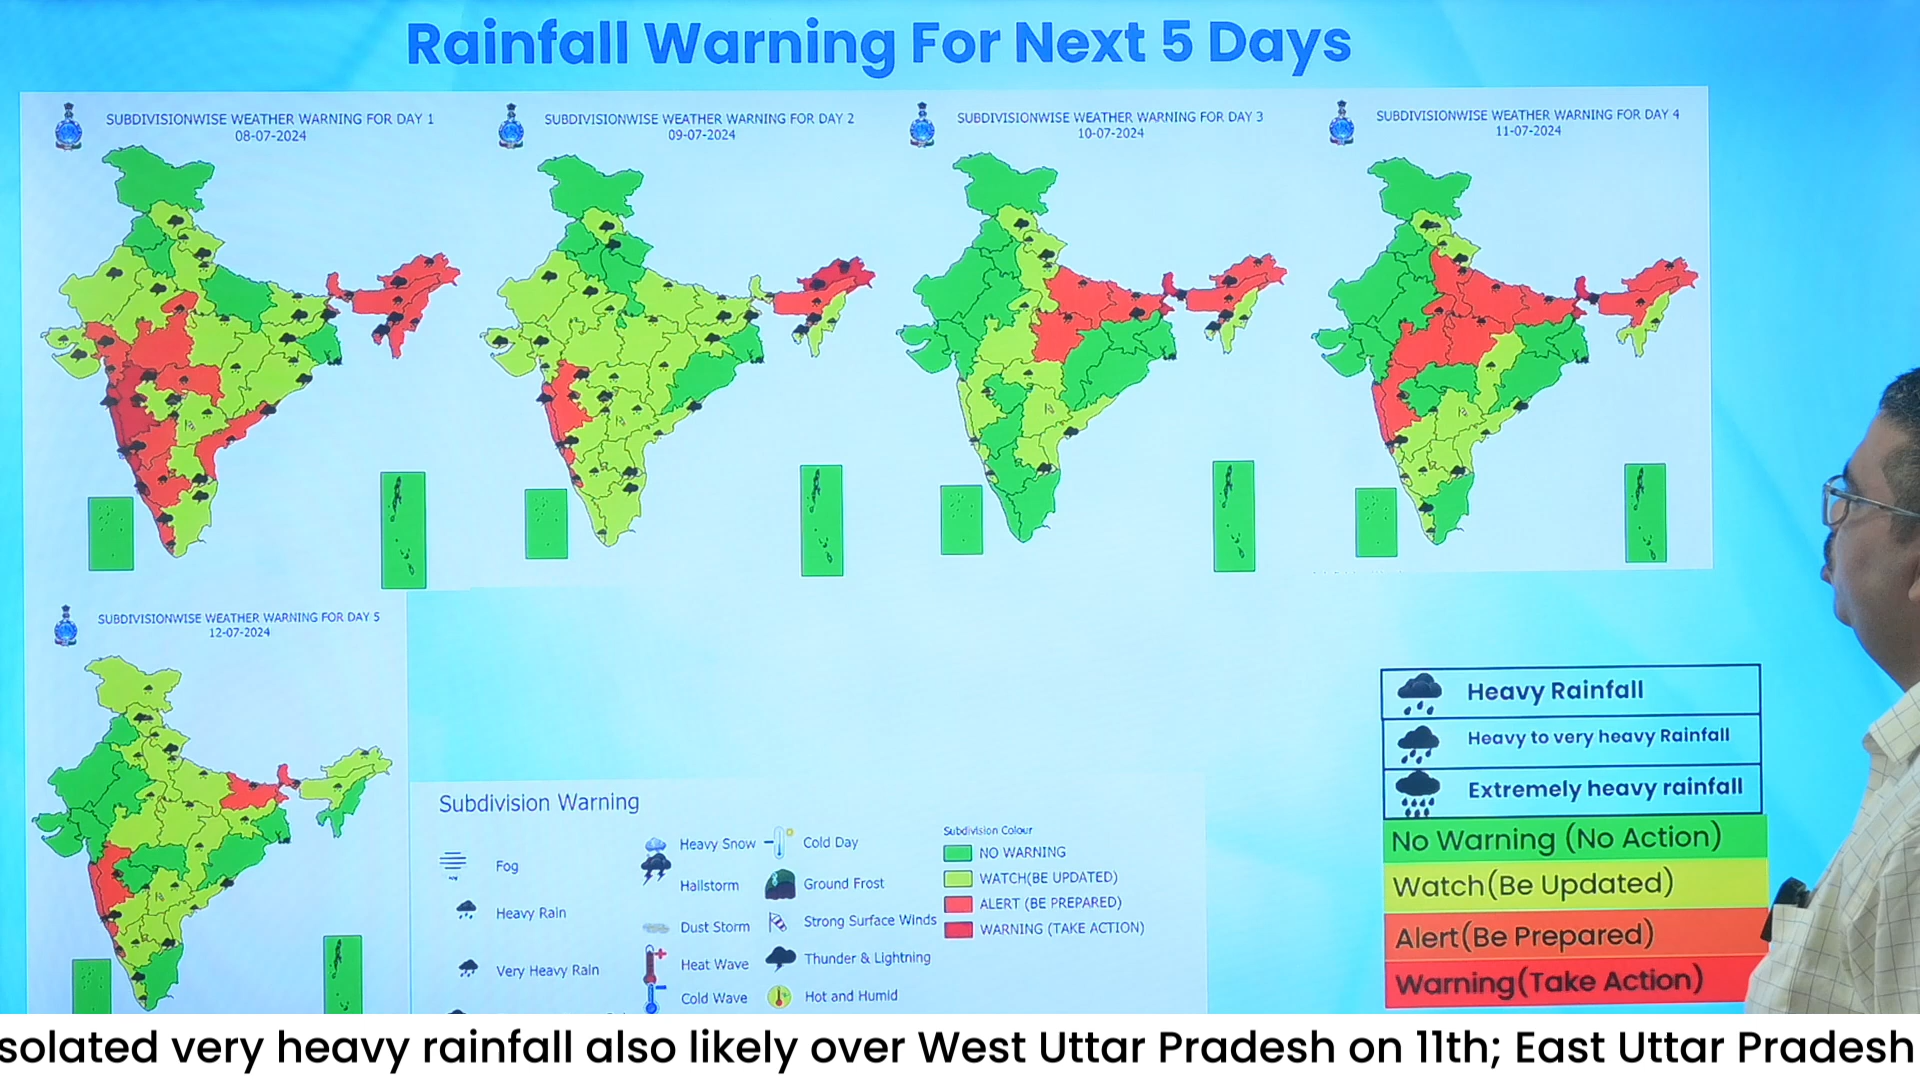 Rainfall Warning For Next 5 Days
SUBDIVISIONWISE WEATHER WARNING FOR DAY 1
08-07-2024
SUBDIVISIONWISE WEATHER WARNING FOR DAY 2
09-07-2024
SUBDIVISIONWISE WEATHER WARNING FOR DAY 3
10-07-2024
SUBDIVISIONWISE WEATHER WARNING FOR DAY 4
11-07-2024
SUBDIVISIONWISE WEATHER WARNING FOR DAY 5
12-07-2024
Subdivision Warning
Fog
Heavy Rain
Very Heavy Rain
Heavy Snow
Hailstorm
Dust Storm
Heat Wave
Cold Wave
Cold Day
Ground Frost
Strong Surface Winds
Thunder & Lightning
Hot and Humid
Subdivision Colour
NO WARNING
WATCH(BE UPDATED)
ALERT (BE PREPARED)
WARNING (TAKE ACTION)
Heavy Rainfall
Heavy to very heavy Rainfall
Extremely heavy rainfall
No Warning (No Action)
Watch(Be Updated)
Alert(Be Prepared)
Warning(Take Action)
solated very heavy rainfall also likely over West Uttar Pradesh on 11th; East Uttar Pradesh